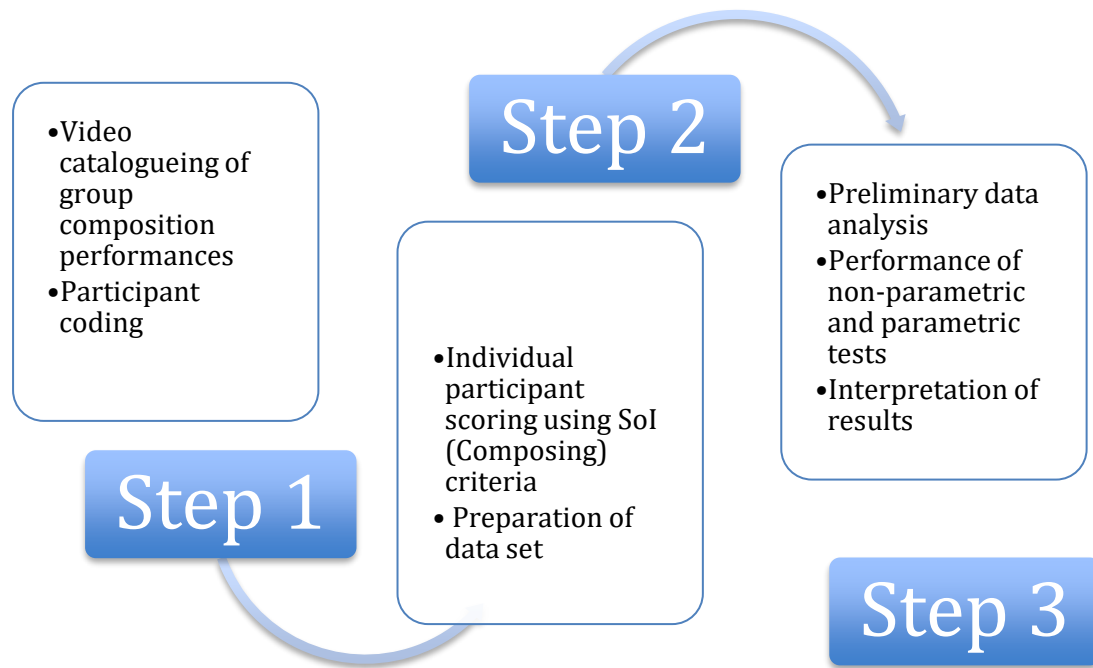 •Video
catalogueing of
group
composition
performances
•Participant
coding
Step 1
•Individual
participant
scoring using SoI
(Composing)
criteria
• Preparation of
data set
Step 2
•Preliminary data
analysis
•Performance of
non-parametric
and parametric
tests
•Interpretation of
results
Step 3